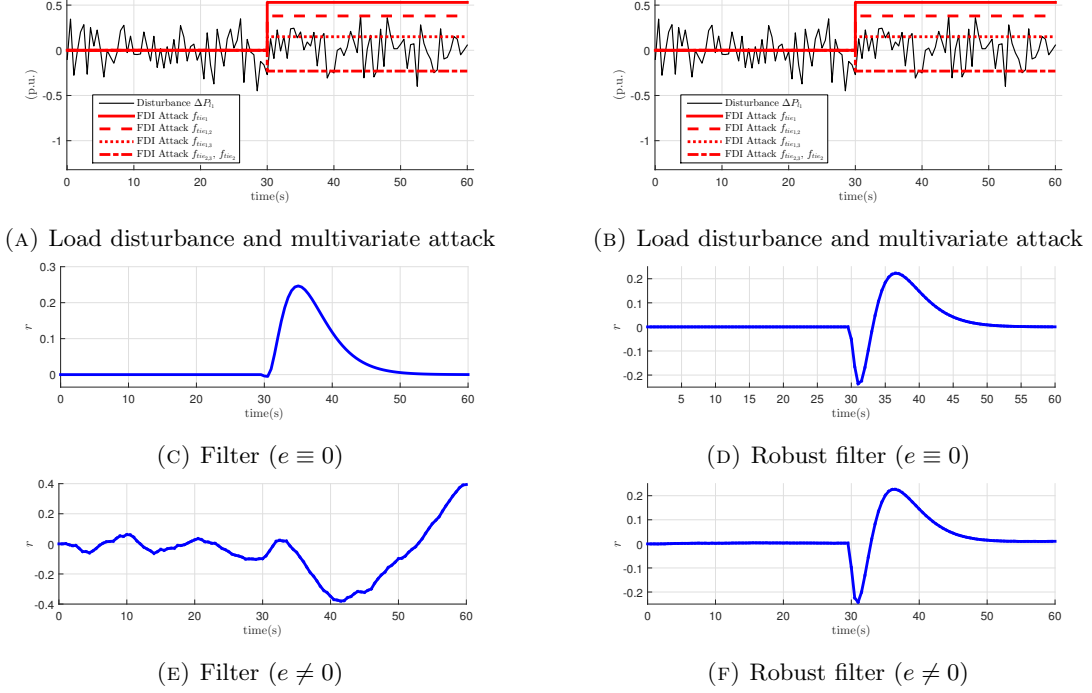 0.5
0
-0.5
-1
(p.u.)
Disturbance ΔP_{l_1}
FDI Attack f_{tie_1}
FDI Attack f_{tie_{1,2}}
FDI Attack f_{tie_{1,3}}
FDI Attack f_{tie_{2,3}}, f_{tie_2}
0 10 20 30 40 50 60
time(s)
(A) Load disturbance and multivariate attack
0.5
0
-0.5
-1
(p.u.)
Disturbance ΔP_{l_1}
FDI Attack f_{tie_1}
FDI Attack f_{tie_{1,2}}
FDI Attack f_{tie_{1,3}}
FDI Attack f_{tie_{2,3}}, f_{tie_2}
0 10 20 30 40 50 60
time(s)
(B) Load disturbance and multivariate attack
0.3
0.2
0.1
0
r
0 10 20 30 40 50 60
time(s)
(C) Filter (e ≡ 0)
0.2
0.1
0
-0.1
-0.2
r
5 10 15 20 25 30 35 40 45 50 55 60
time(s)
(D) Robust filter (e ≡ 0)
0.4
0.2
0
-0.2
-0.4
r
0 10 20 30 40 50 60
time(s)
(E) Filter (e ≠ 0)
0.2
0.1
0
-0.1
-0.2
r
0 10 20 30 40 50 60
time(s)
(F) Robust filter (e ≠ 0)